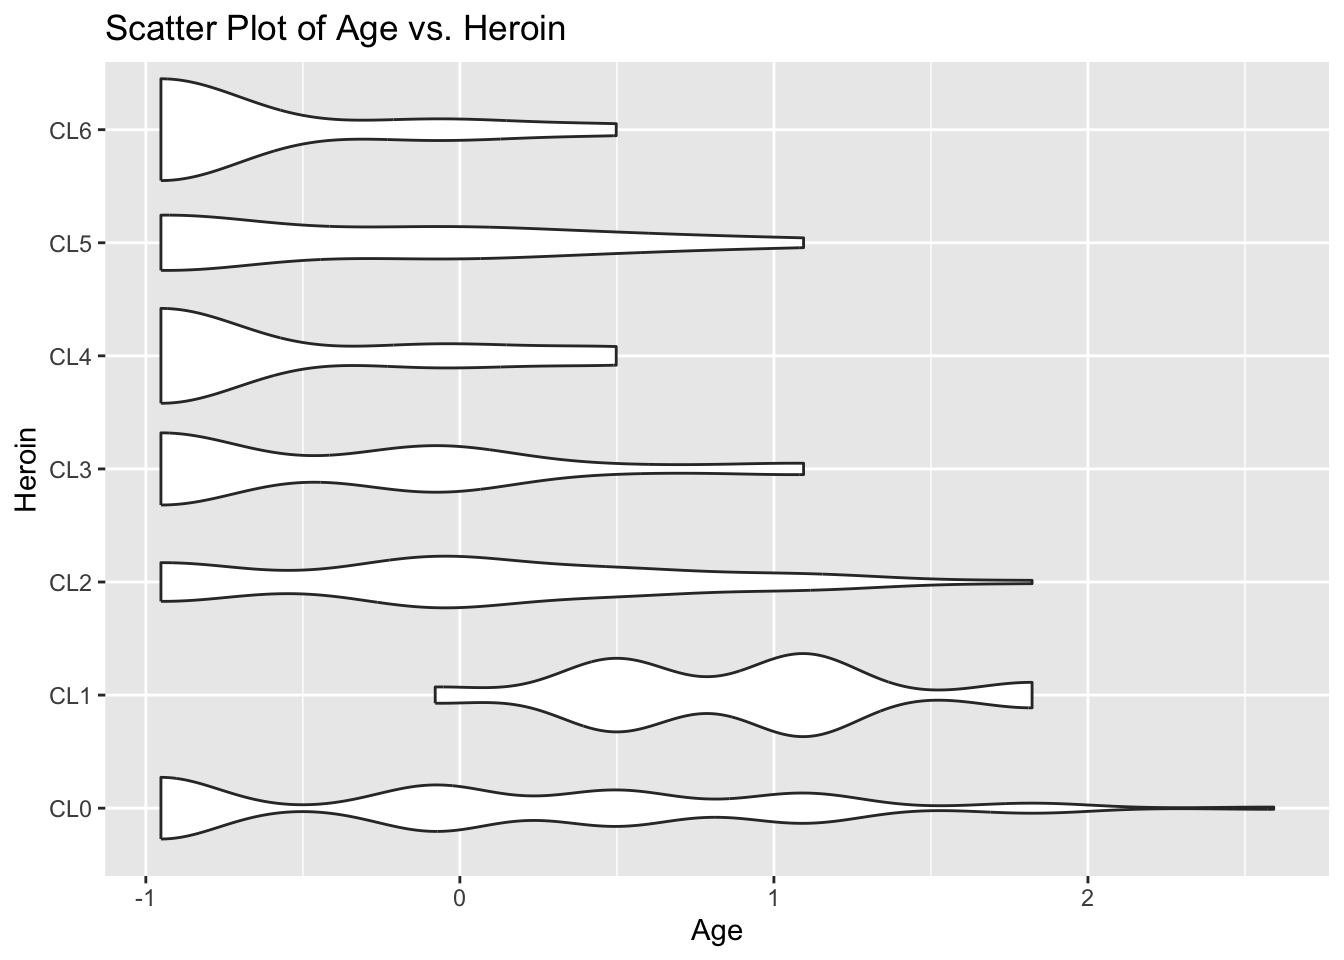 Scatter Plot of Age vs. Heroin
CL6
CL5
CL4
CL3
CL2
CL1
CL0
Heroin
-1 0 1 2
Age